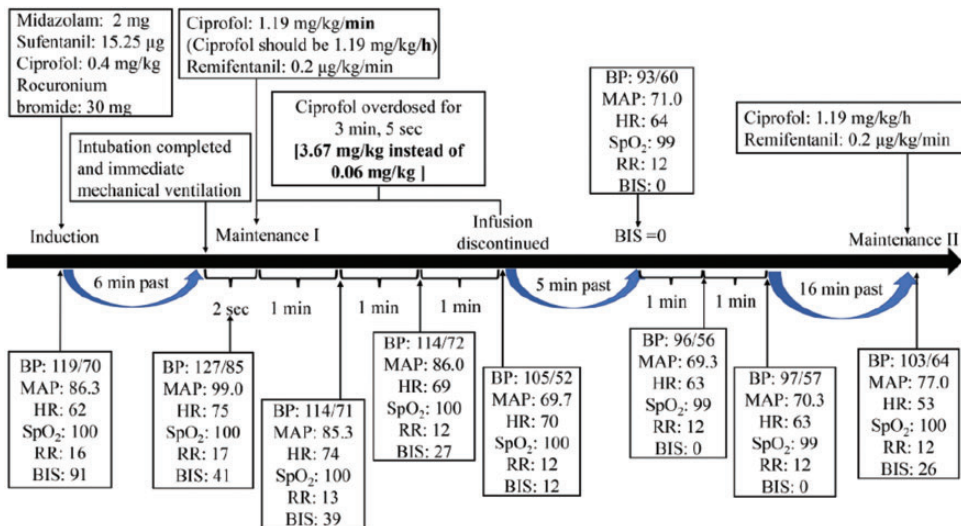 Midazolam: 2 mg
Sufentanil: 15.25 μg
Ciprofol: 0.4 mg/kg
Rocuronium
bromide: 30 mg
Ciprofol: 1.19 mg/kg/min
(Ciprofol should be 1.19 mg/kg/h)
Remifentanil: 0.2 μg/kg/min
Ciprofol overdosed for
3 min, 5 sec
[3.67 mg/kg instead of
0.06 mg/kg ]
Intubation completed
and immediate
mechanical ventilation
BP: 93/60
MAP: 71.0
HR: 64
SpO2: 99
RR: 12
BIS: 0
Ciprofol: 1.19 mg/kg/h
Remifentanil: 0.2 μg/kg/min
Induction
Maintenance I
Infusion
discontinued
BIS =0
Maintenance II
6 min past
2 sec
1 min
1 min
1 min
5 min past
1 min
1 min
16 min past
BP: 119/70
MAP: 86.3
HR: 62
SpO2: 100
RR: 16
BIS: 91
BP: 127/85
MAP: 99.0
HR: 75
SpO2: 100
RR: 17
BIS: 41
BP: 114/71
MAP: 85.3
HR: 74
SpO2: 100
RR: 13
BIS: 39
BP: 114/72
MAP: 86.0
HR: 69
SpO2: 100
RR: 12
BIS: 27
BP: 105/52
MAP: 69.7
HR: 70
SpO2: 100
RR: 12
BIS: 12
BP: 96/56
MAP: 69.3
HR: 63
SpO2: 99
RR: 12
BIS: 0
BP: 97/57
MAP: 70.3
HR: 63
SpO2: 99
RR: 12
BIS: 0
BP: 103/64
MAP: 77.0
HR: 53
SpO2: 100
RR: 12
BIS: 26